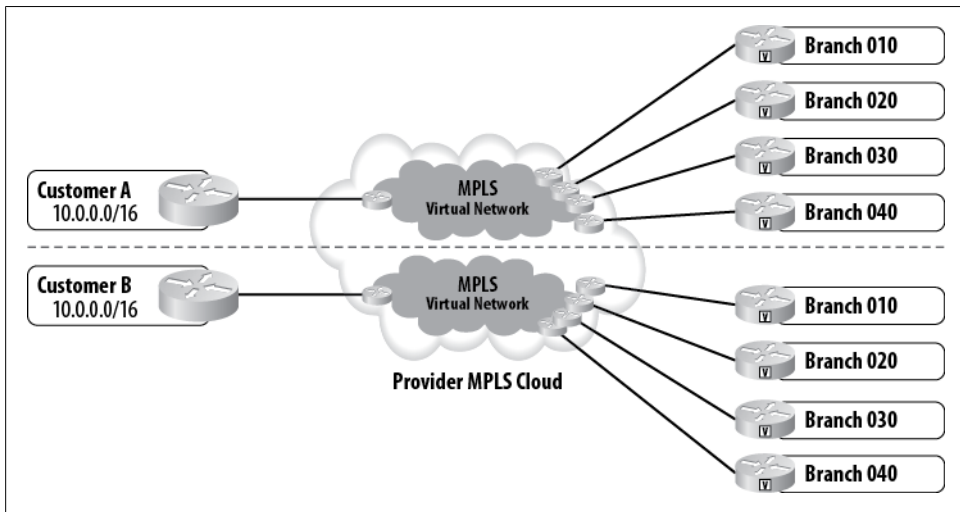 Branch 010
V
Branch 020
V
Branch 030
V
Branch 040
V
Customer A
10.0.0.0/16
MPLS
Virtual Network
Customer B
10.0.0.0/16
MPLS
Virtual Network
Provider MPLS Cloud
Branch 010
V
Branch 020
V
Branch 030
V
Branch 040
V